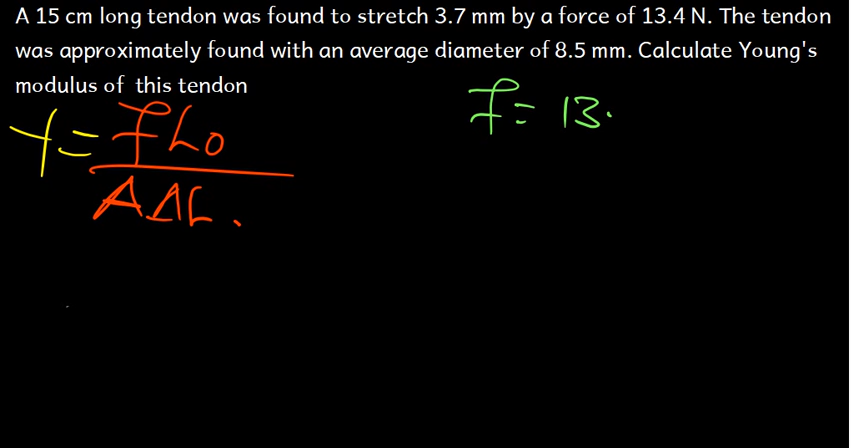 A 15 cm long tendon was found to stretch 3.7 mm by a force of 13.4 N. The tendon
was approximately found with an average diameter of 8.5 mm. Calculate Young's
modulus of this tendon
F = 13.
Y = FL₀
AΔL.